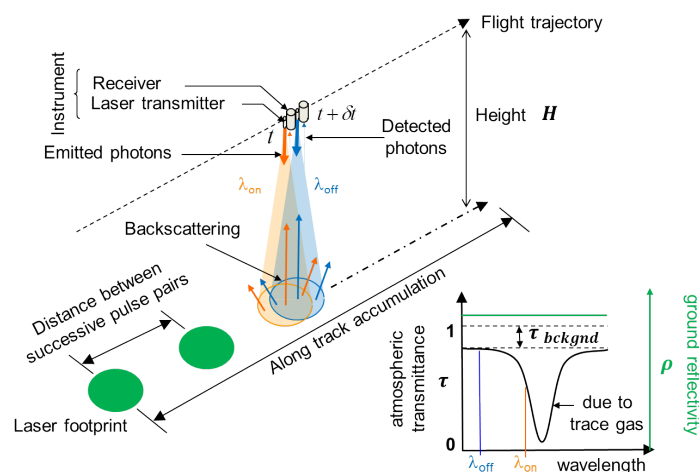 Flight trajectory
Instrument
Receiver
Laser transmitter
t
t + δt
Height H
Emitted photons
Detected
photons
λon
λoff
Backscattering
Distance between
successive pulse pairs
Along track accumulation
Laser footprint
atmospheric
transmittance
τ
1
0
τ bckgnd
due to
trace gas
λoff
λon
wavelength
ρ
ground reflectivity